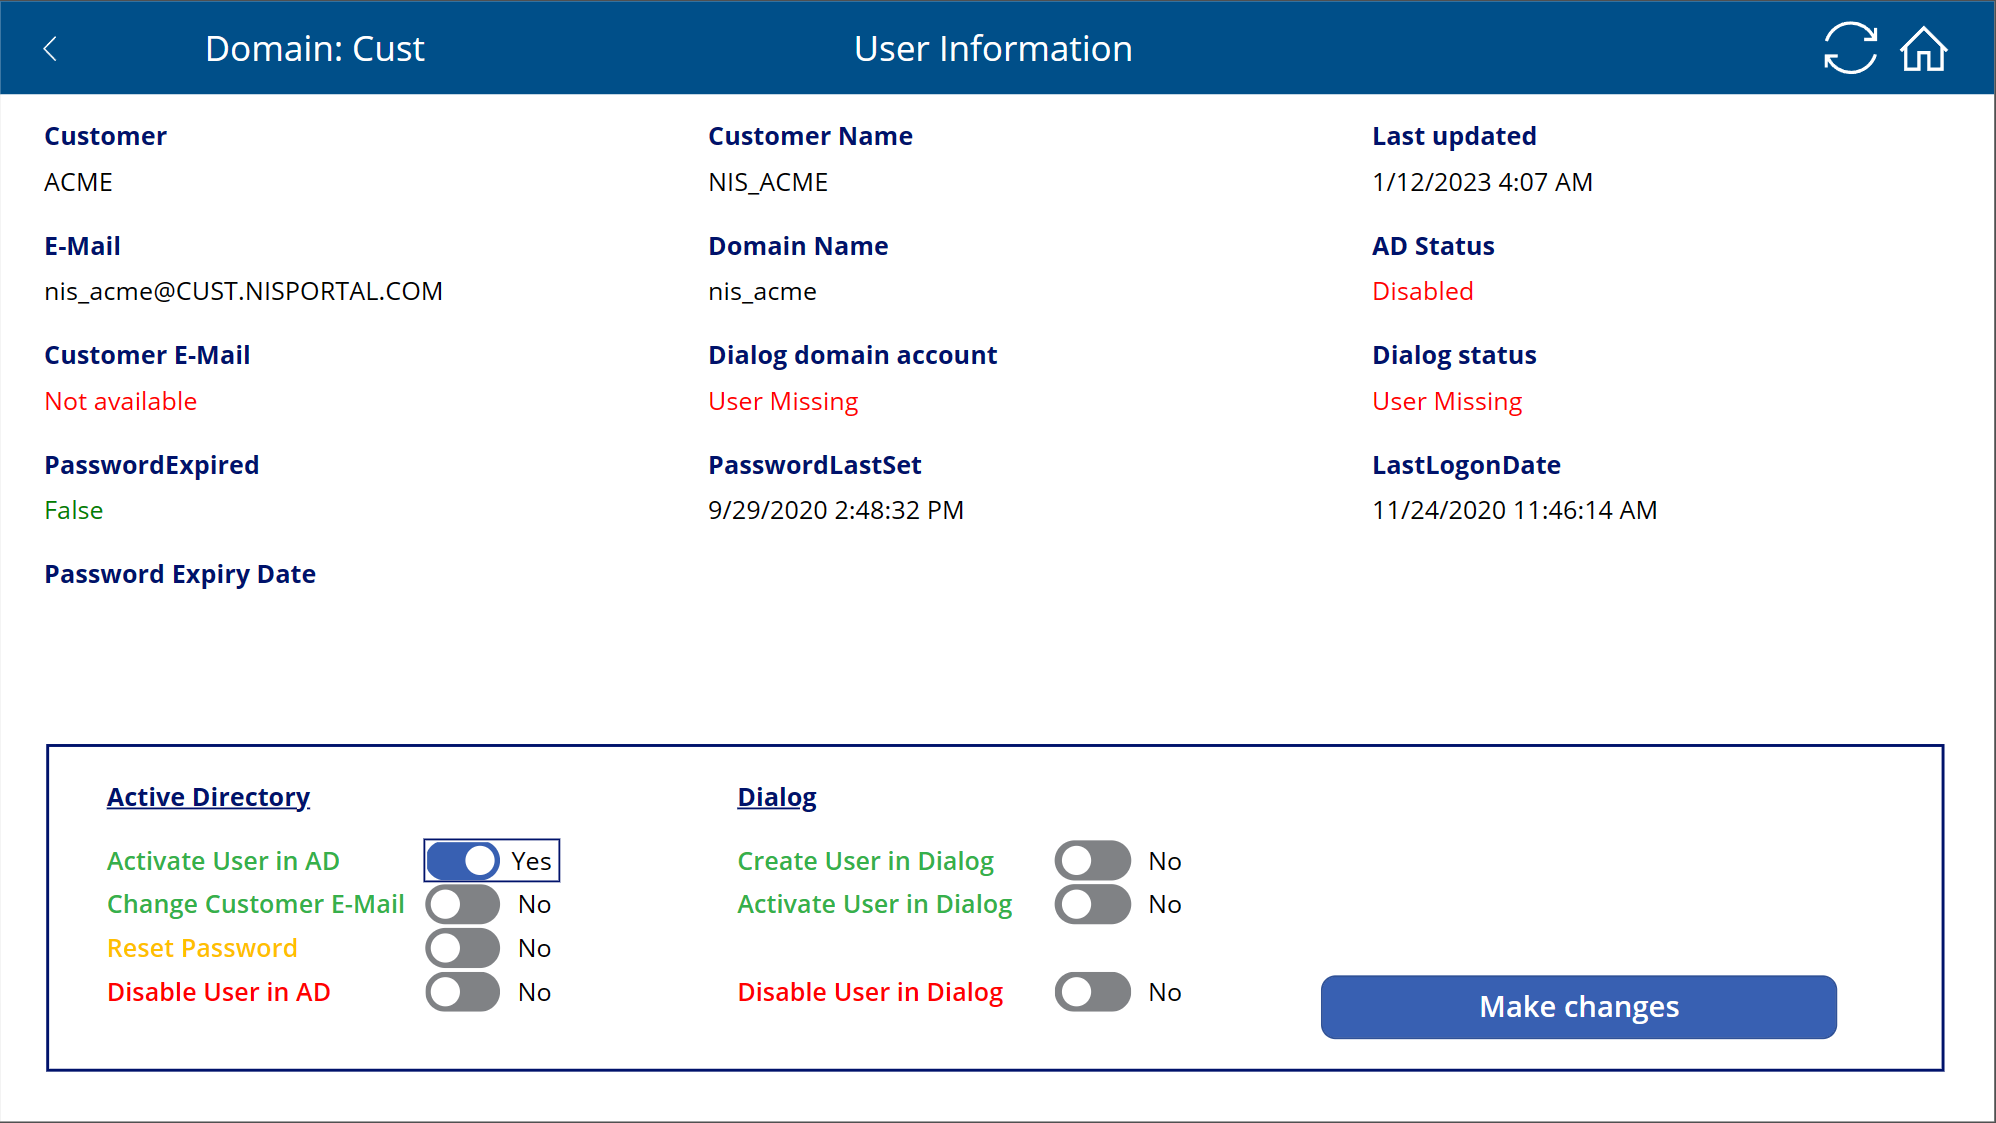 Domain: Cust User Information
Customer Customer Name Last updated
ACME NIS_ACME 1/12/2023 4:07 AM
E-Mail Domain Name AD Status
nis_acme@CUST.NISPORTAL.COM nis_acme Disabled
Customer E-Mail Dialog domain account Dialog status
Not available User Missing User Missing
PasswordExpired PasswordLastSet LastLogonDate
False 9/29/2020 2:48:32 PM 11/24/2020 11:46:14 AM
Password Expiry Date
Active Directory Dialog
Activate User in AD Yes Create User in Dialog No
Change Customer E-Mail No Activate User in Dialog No
Reset Password No
Disable User in AD No Disable User in Dialog No
Make changes